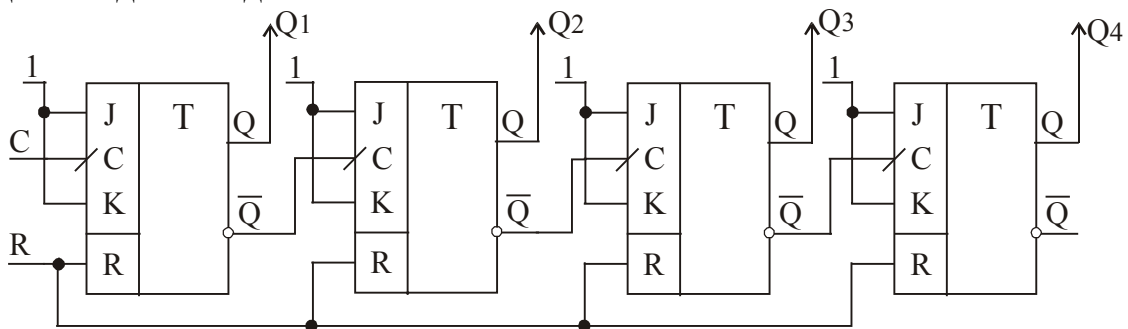 Q1 Q2 Q3 Q4
1 1 1 1
J T J T J T J T
Q Q Q Q
C C C C C
K Q̅ K Q̅ K Q̅ K Q̅
R R R R R